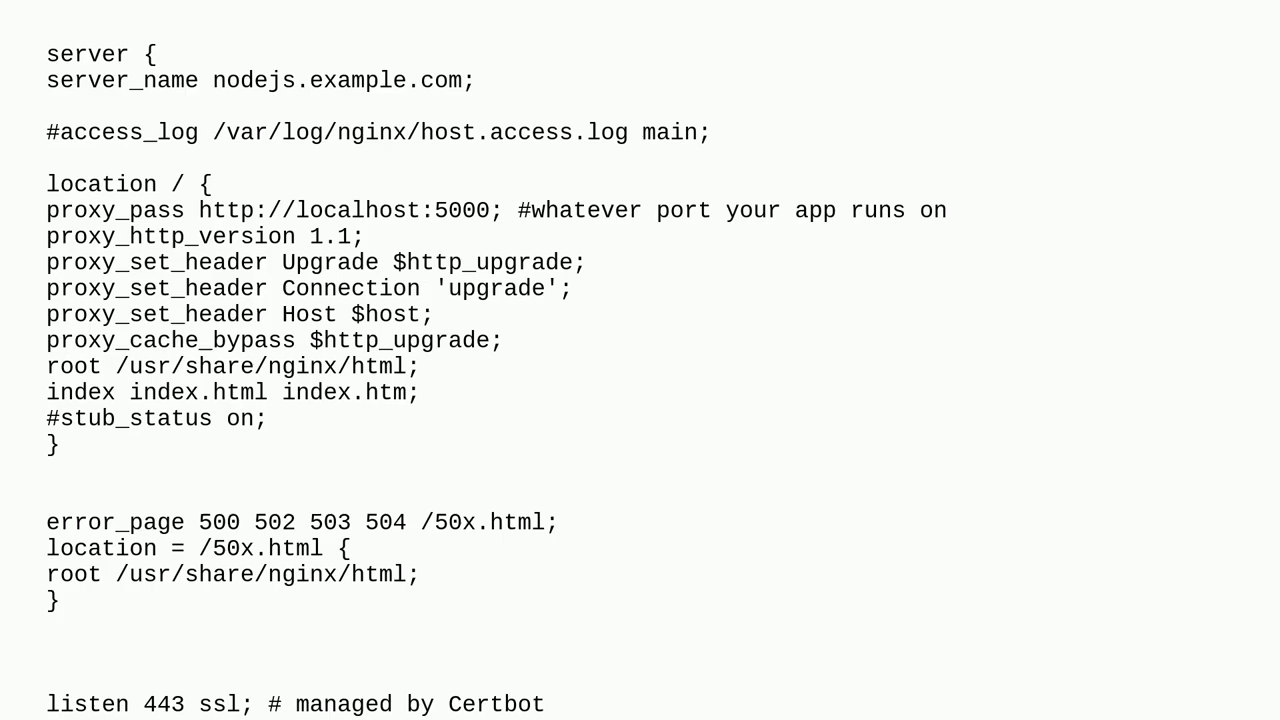 server {
server_name nodejs.example.com;
#access_log /var/log/nginx/host.access.log main;
location / {
proxy_pass http://localhost:5000; #whatever port your app runs on
proxy_http_version 1.1;
proxy_set_header Upgrade $http_upgrade;
proxy_set_header Connection 'upgrade';
proxy_set_header Host $host;
proxy_cache_bypass $http_upgrade;
root /usr/share/nginx/html;
index index.html index.htm;
#stub_status on;
}
error_page 500 502 503 504 /50x.html;
location = /50x.html {
root /usr/share/nginx/html;
}
listen 443 ssl; # managed by Certbot